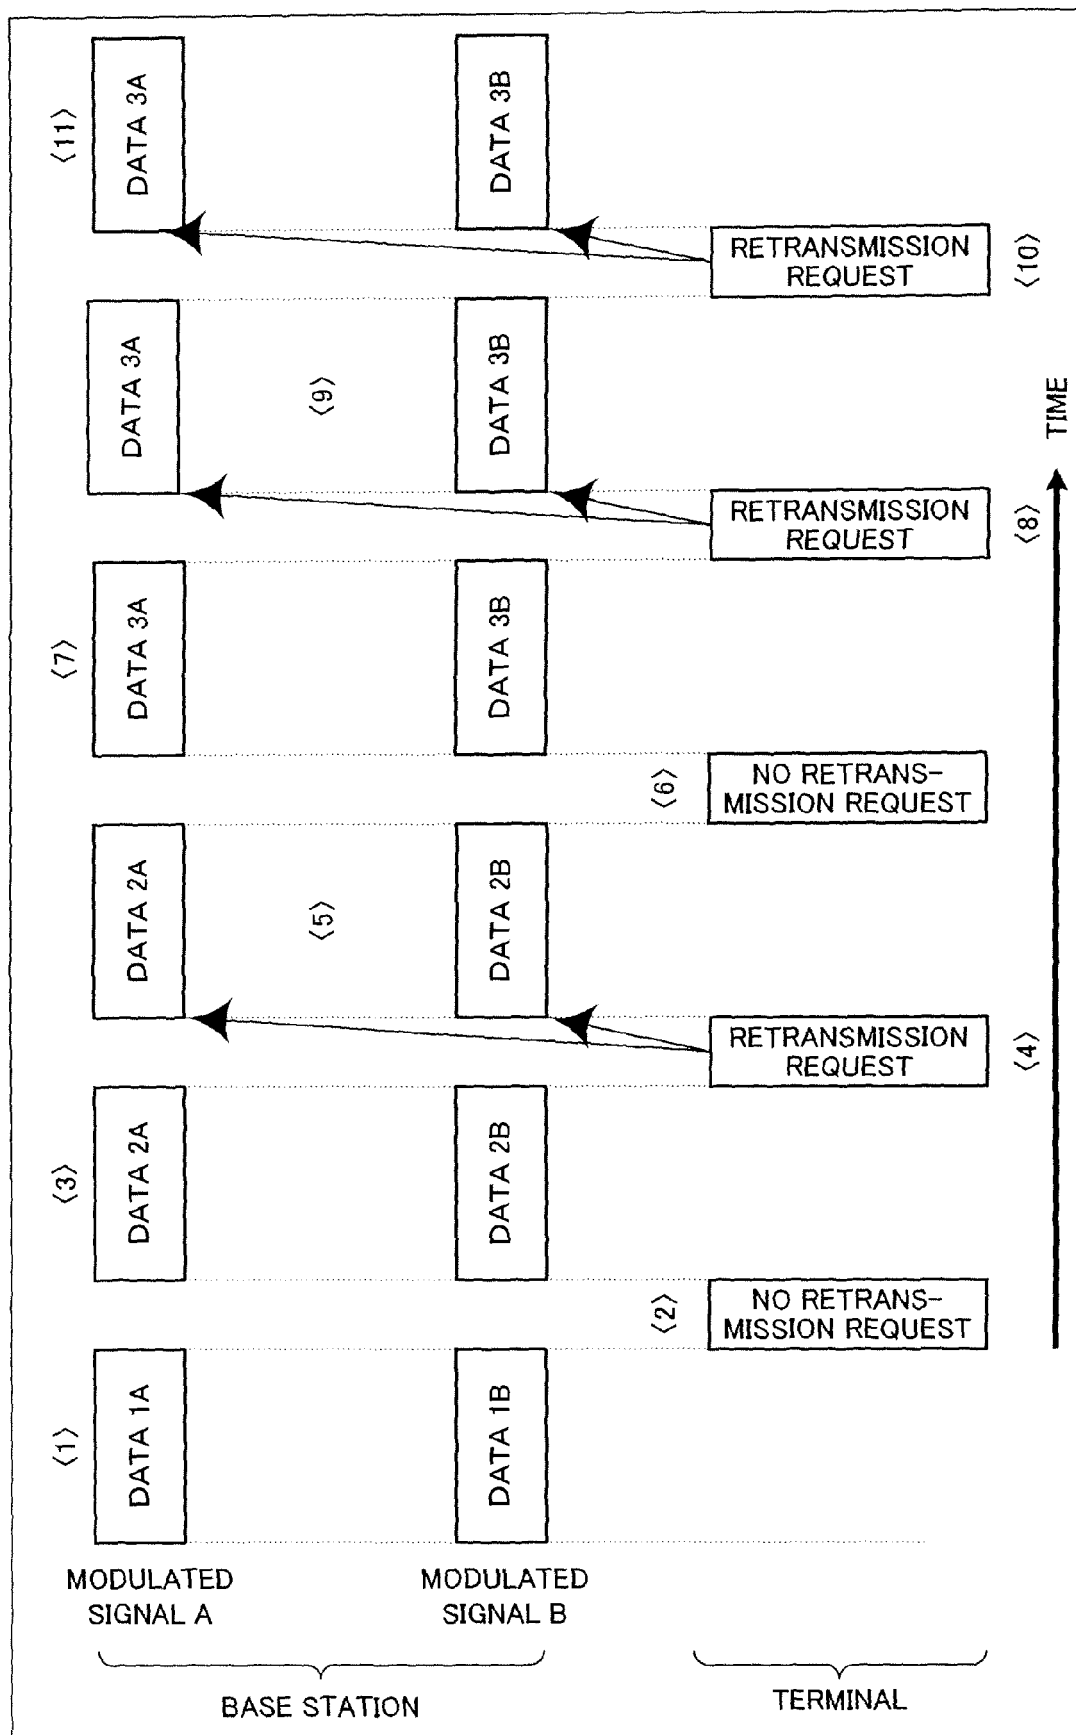 ⟨11⟩
DATA 3A
DATA 3B
RETRANSMISSION
REQUEST
⟨10⟩
DATA 3A
⟨9⟩
DATA 3B
RETRANSMISSION
REQUEST
⟨8⟩
TIME
⟨7⟩
DATA 3A
DATA 3B
⟨6⟩
NO RETRANS-
MISSION REQUEST
DATA 2A
⟨5⟩
DATA 2B
RETRANSMISSION
REQUEST
⟨4⟩
⟨3⟩
DATA 2A
DATA 2B
⟨2⟩
NO RETRANS-
MISSION REQUEST
⟨1⟩
DATA 1A
DATA 1B
MODULATED
SIGNAL A
MODULATED
SIGNAL B
BASE STATION
TERMINAL